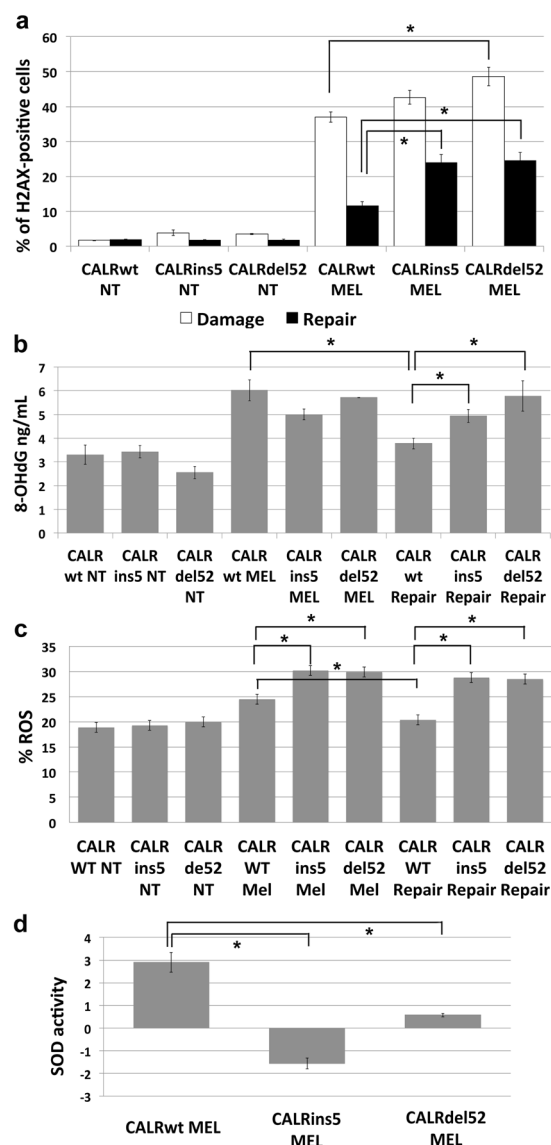 a
% of H2AX-positive cells
60
50
40
30
20
10
0
*
*
*
CALRwt NT
CALRins5 NT
CALRdel52 NT
CALRwt MEL
CALRins5 MEL
CALRdel52 MEL
Damage Repair
b
8-OHdG ng/mL
7
6
5
4
3
2
1
0
*
*
*
CALR wt NT
CALR ins5 NT
CALR del52 NT
CALR wt MEL
CALR ins5 MEL
CALR del52 MEL
CALR wt Repair
CALR ins5 Repair
CALR del52 Repair
c
% ROS
35
30
25
20
15
10
5
0
*
*
*
*
*
CALR WT NT
CALR ins5 NT
CALR de52 NT
CALR WT Mel
CALR ins5 Mel
CALR del52 Mel
CALR WT Repair
CALR ins5 Repair
CALR del52 Repair
d
SOD activity
4
3
2
1
0
-1
-2
-3
*
*
CALRwt MEL
CALRins5 MEL
CALRdel52 MEL